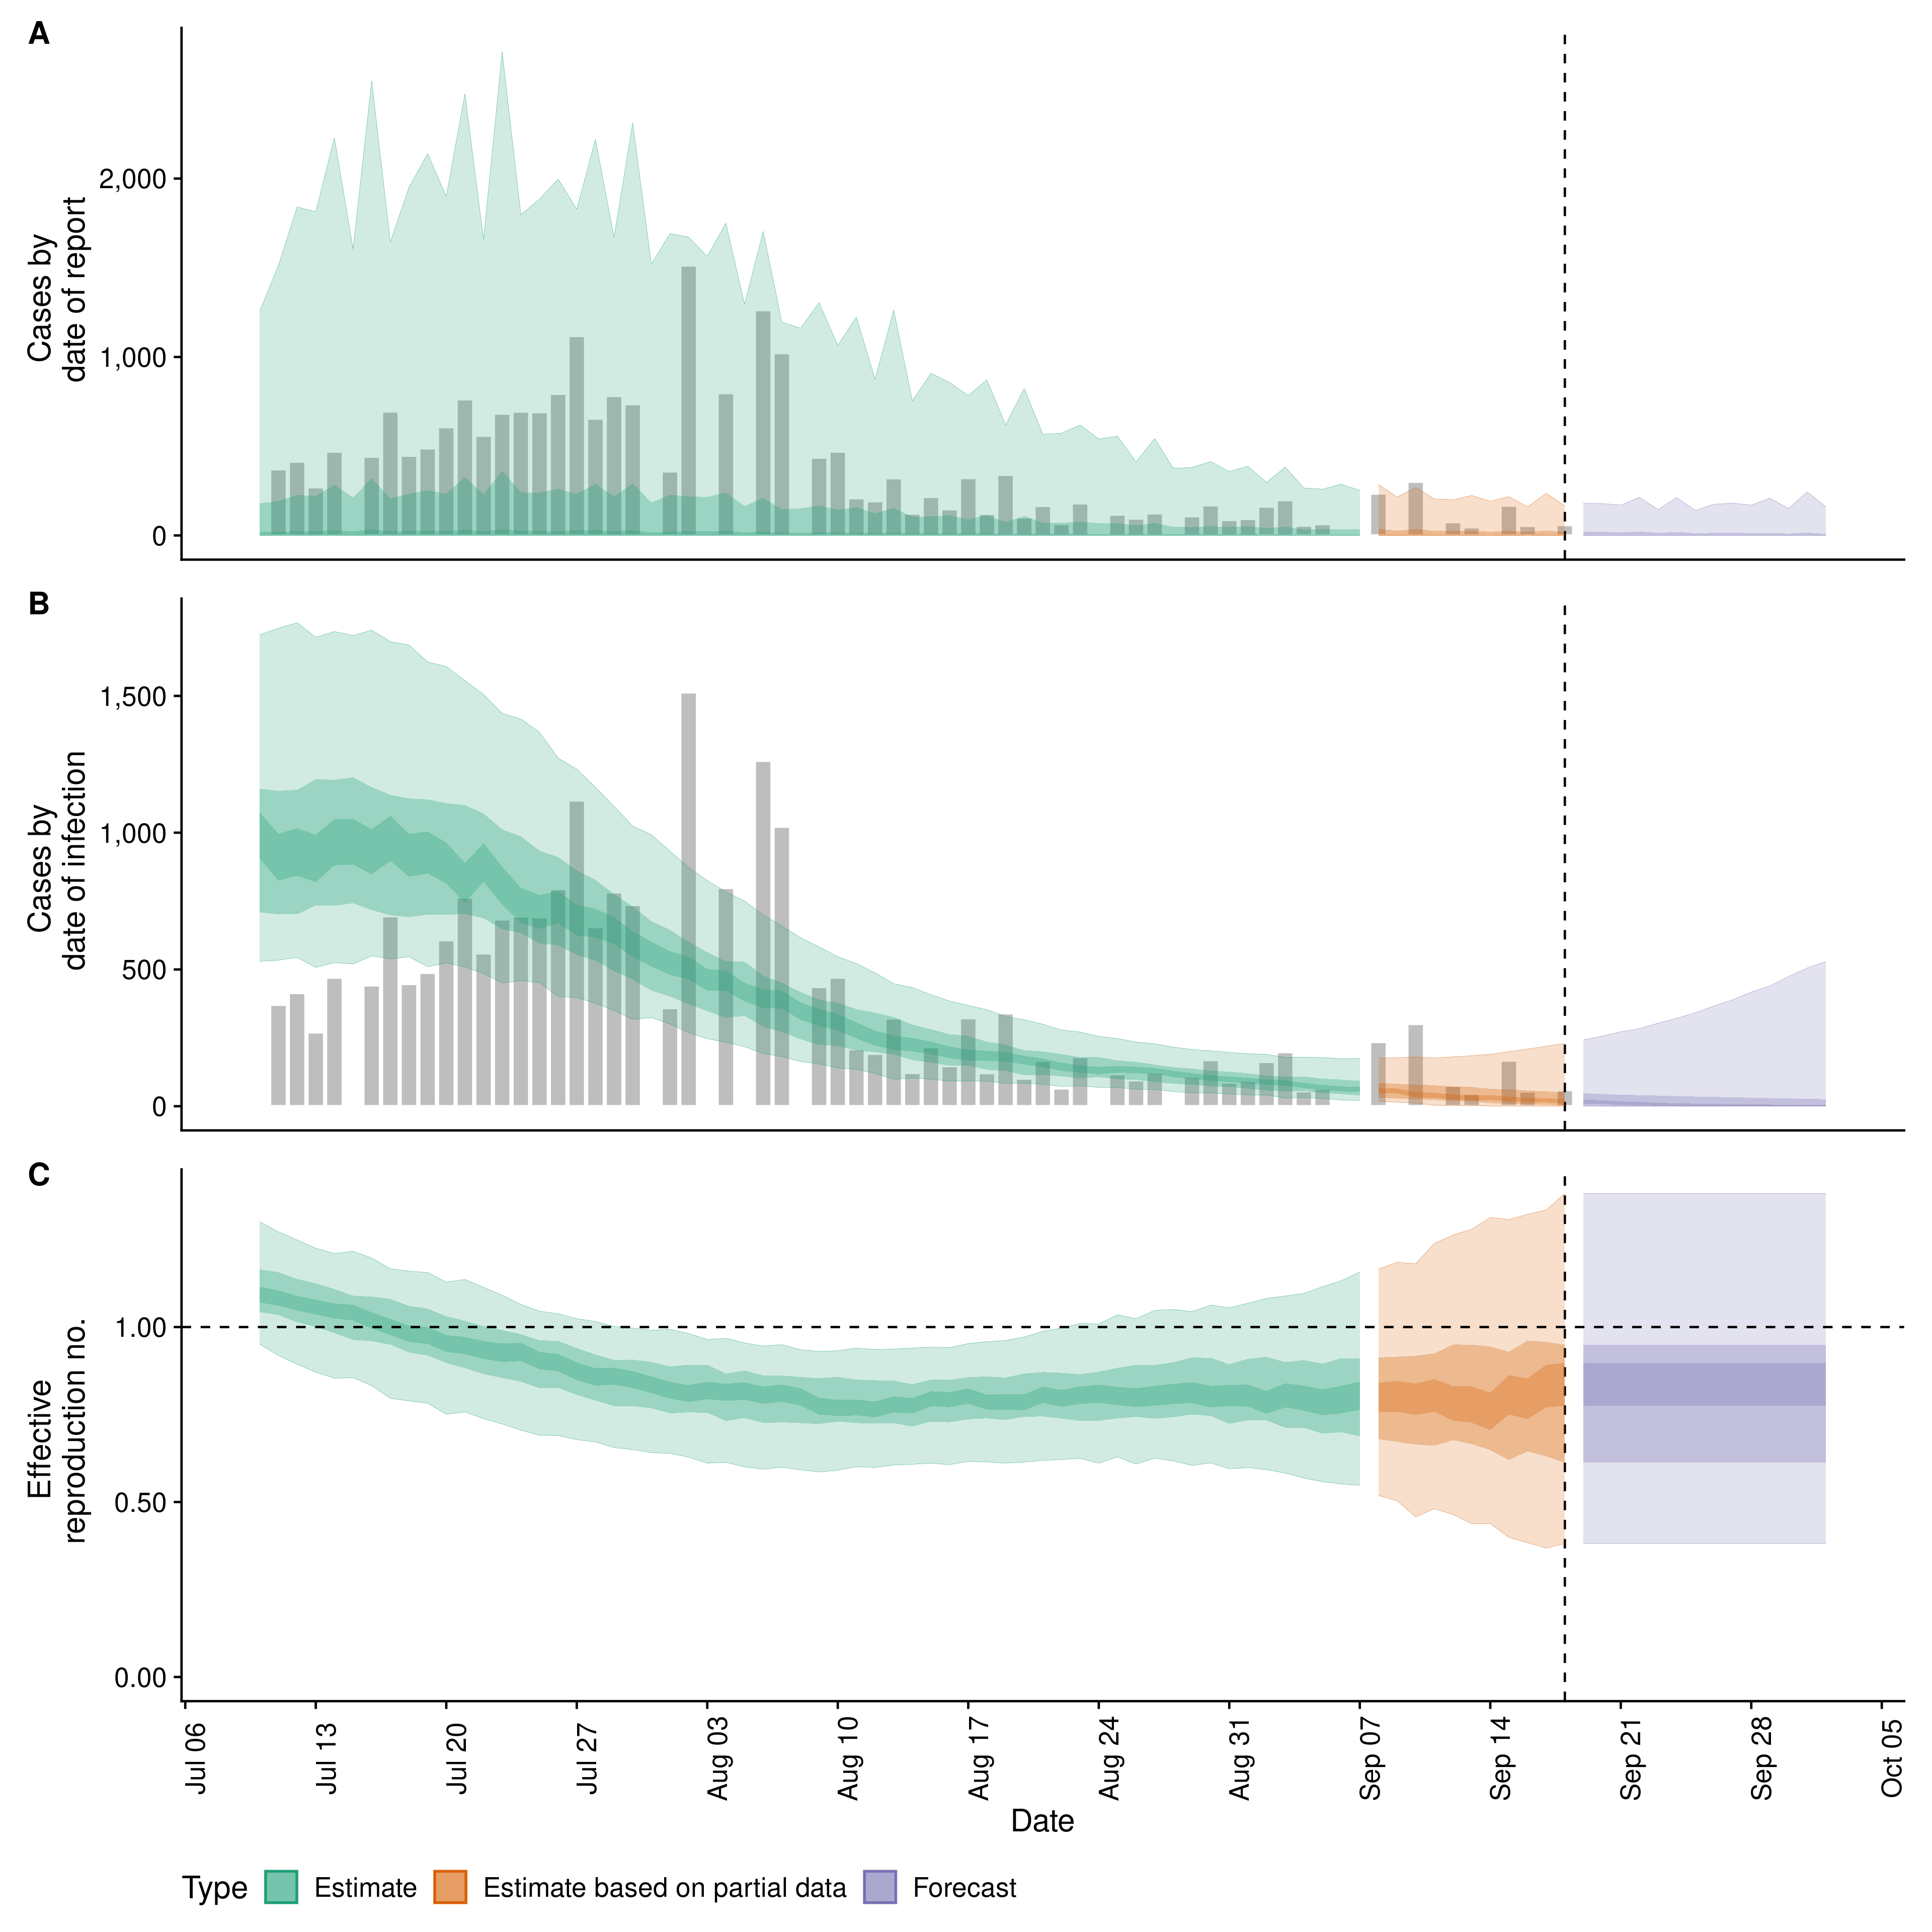 A
Cases by
date of report
2,000
1,000
0
B
Cases by
date of infection
1,500
1,000
500
0
C
Effective
reproduction no.
1.00
0.50
0.00
Jul 06
Jul 13
Jul 20
Jul 27
Aug 03
Aug 10
Aug 17
Aug 24
Aug 31
Sep 07
Sep 14
Sep 21
Sep 28
Oct 05
Date
Type Estimate Estimate based on partial data Forecast